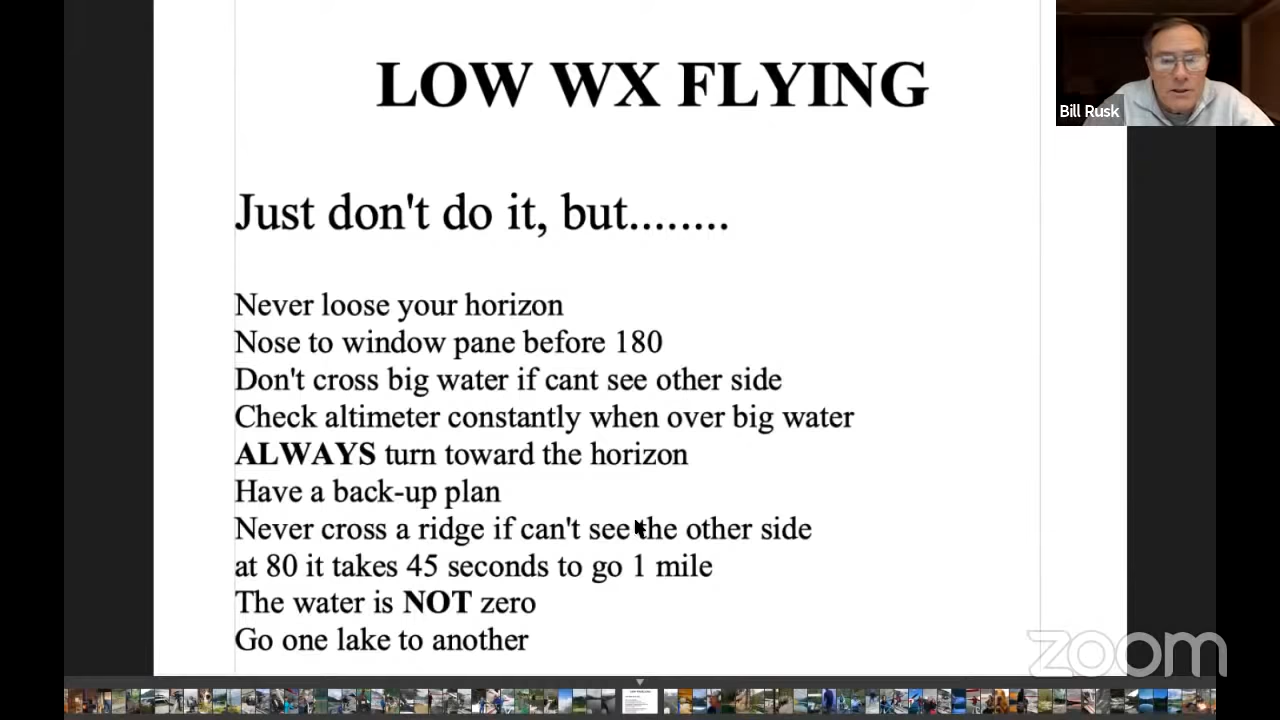 LOW WX FLYING
Bill Rusk
Just don't do it, but........
Never loose your horizon
Nose to window pane before 180
Don't cross big water if cant see other side
Check altimeter constantly when over big water
ALWAYS turn toward the horizon
Have a back-up plan
Never cross a ridge if can't see the other side
at 80 it takes 45 seconds to go 1 mile
The water is NOT zero
Go one lake to another
zoom